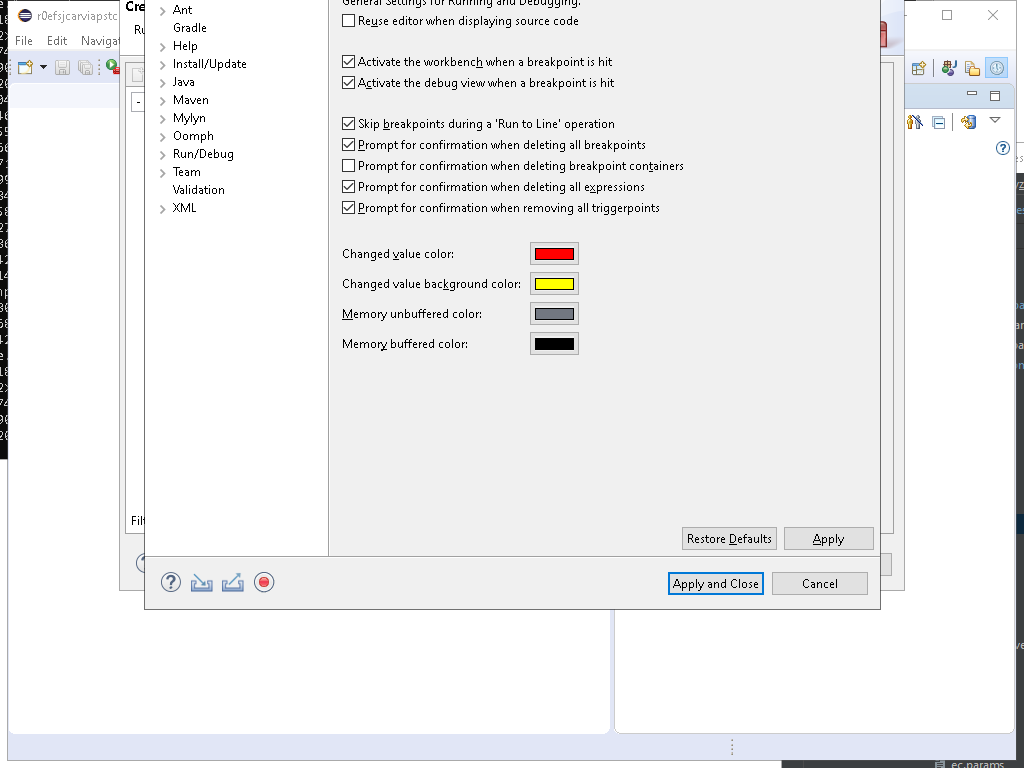 r0efsjcarviapstc
Cre
File Edit Navigat
Ru
Ant
Gradle
Help
Install/Update
Java
Maven
Mylyn
Oomph
Run/Debug
Team
Validation
XML
General Settings for Running and Debugging.
Reuse editor when displaying source code
Activate the workbench when a breakpoint is hit
Activate the debug view when a breakpoint is hit
Skip breakpoints during a 'Run to Line' operation
Prompt for confirmation when deleting all breakpoints
Prompt for confirmation when deleting breakpoint containers
Prompt for confirmation when deleting all expressions
Prompt for confirmation when removing all triggerpoints
Changed value color:
Changed value background color:
Memory unbuffered color:
Memory buffered color:
Filt
Restore Defaults Apply
Apply and Close Cancel
ec.params